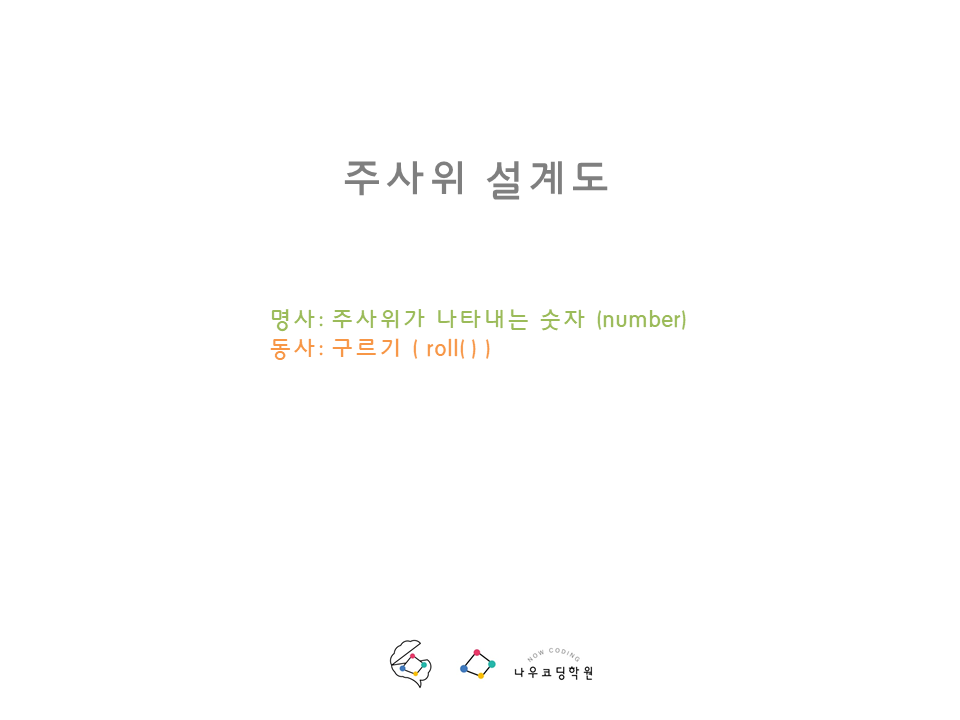 주사위 설계도
명사: 주사위가 나타내는 숫자 (number)
동사: 구르기 ( roll( ) )
NOW CODING
나우코딩학원